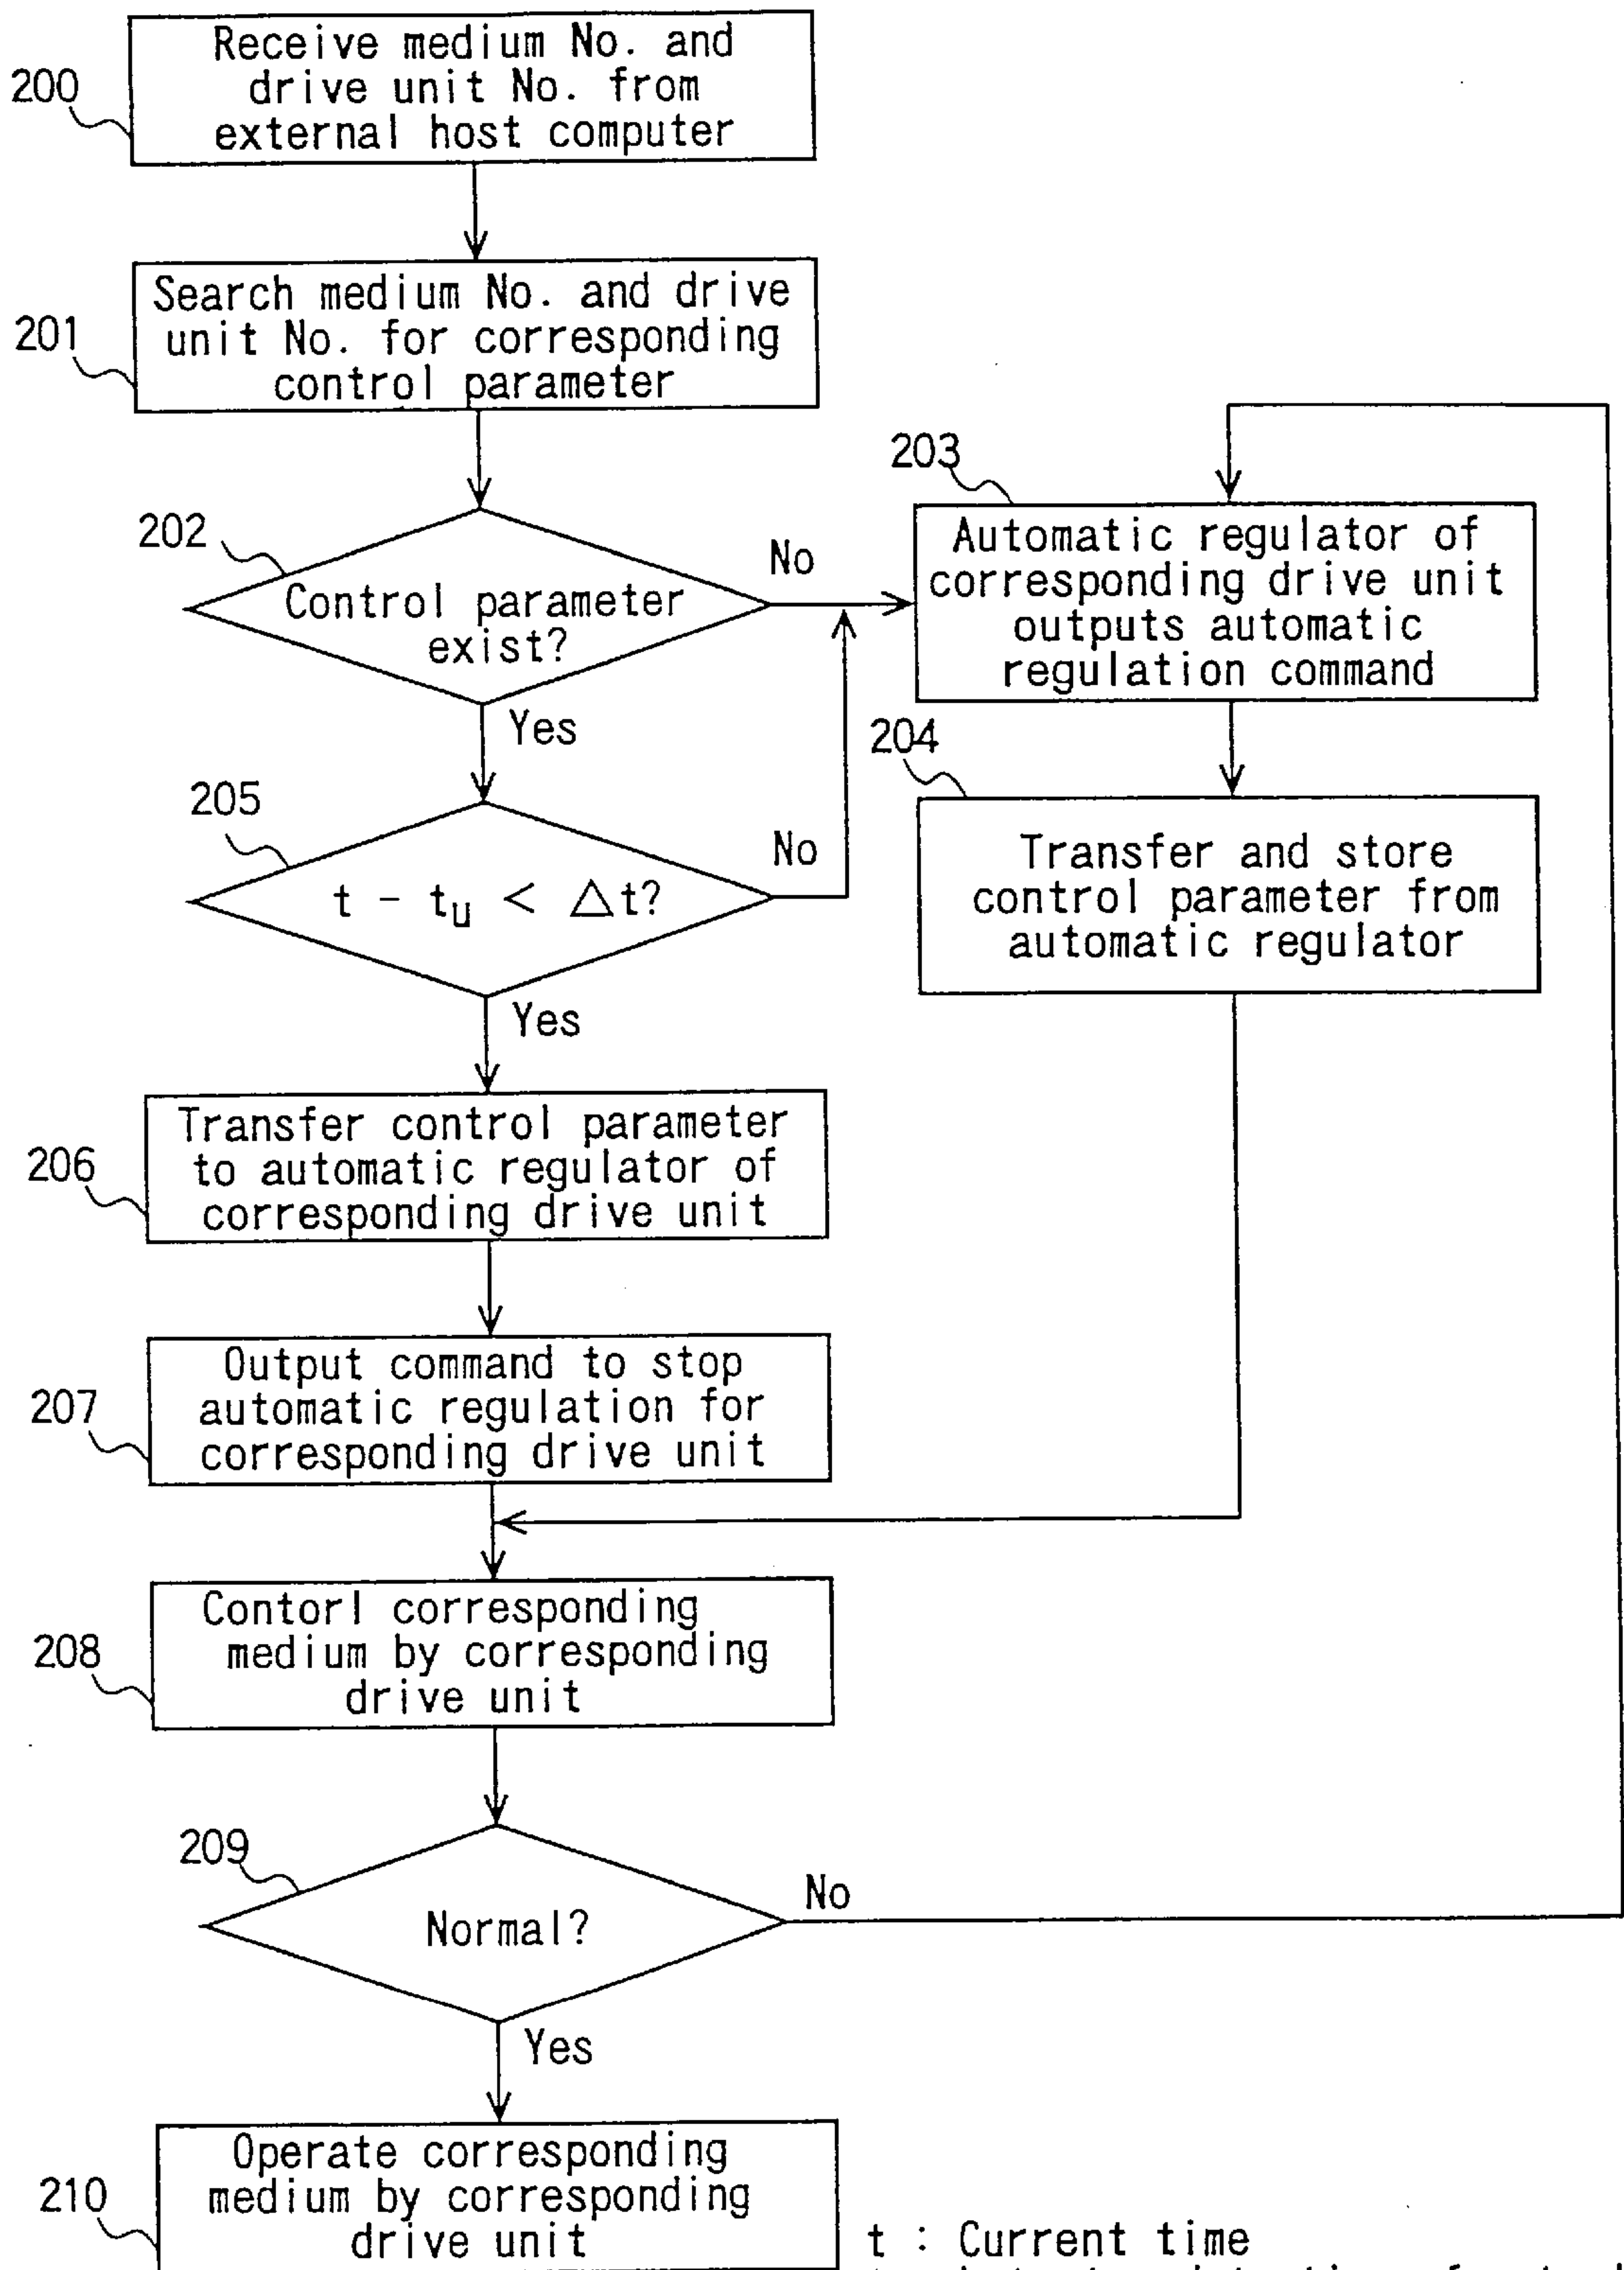 200
Receive medium No. and
drive unit No. from
external host computer
201
Search medium No. and drive
unit No. for corresponding
control parameter
202
Control parameter
exist?
No
Yes
203
Automatic regulator of
corresponding drive unit
outputs automatic
regulation command
204
Transfer and store
control parameter from
automatic regulator
205
t - tu < △t?
No
Yes
206
Transfer control parameter
to automatic regulator of
corresponding drive unit
207
Output command to stop
automatic regulation for
corresponding drive unit
208
Contorl corresponding
medium by corresponding
drive unit
209
Normal?
No
Yes
210
Operate corresponding
medium by corresponding
drive unit
t : Current time